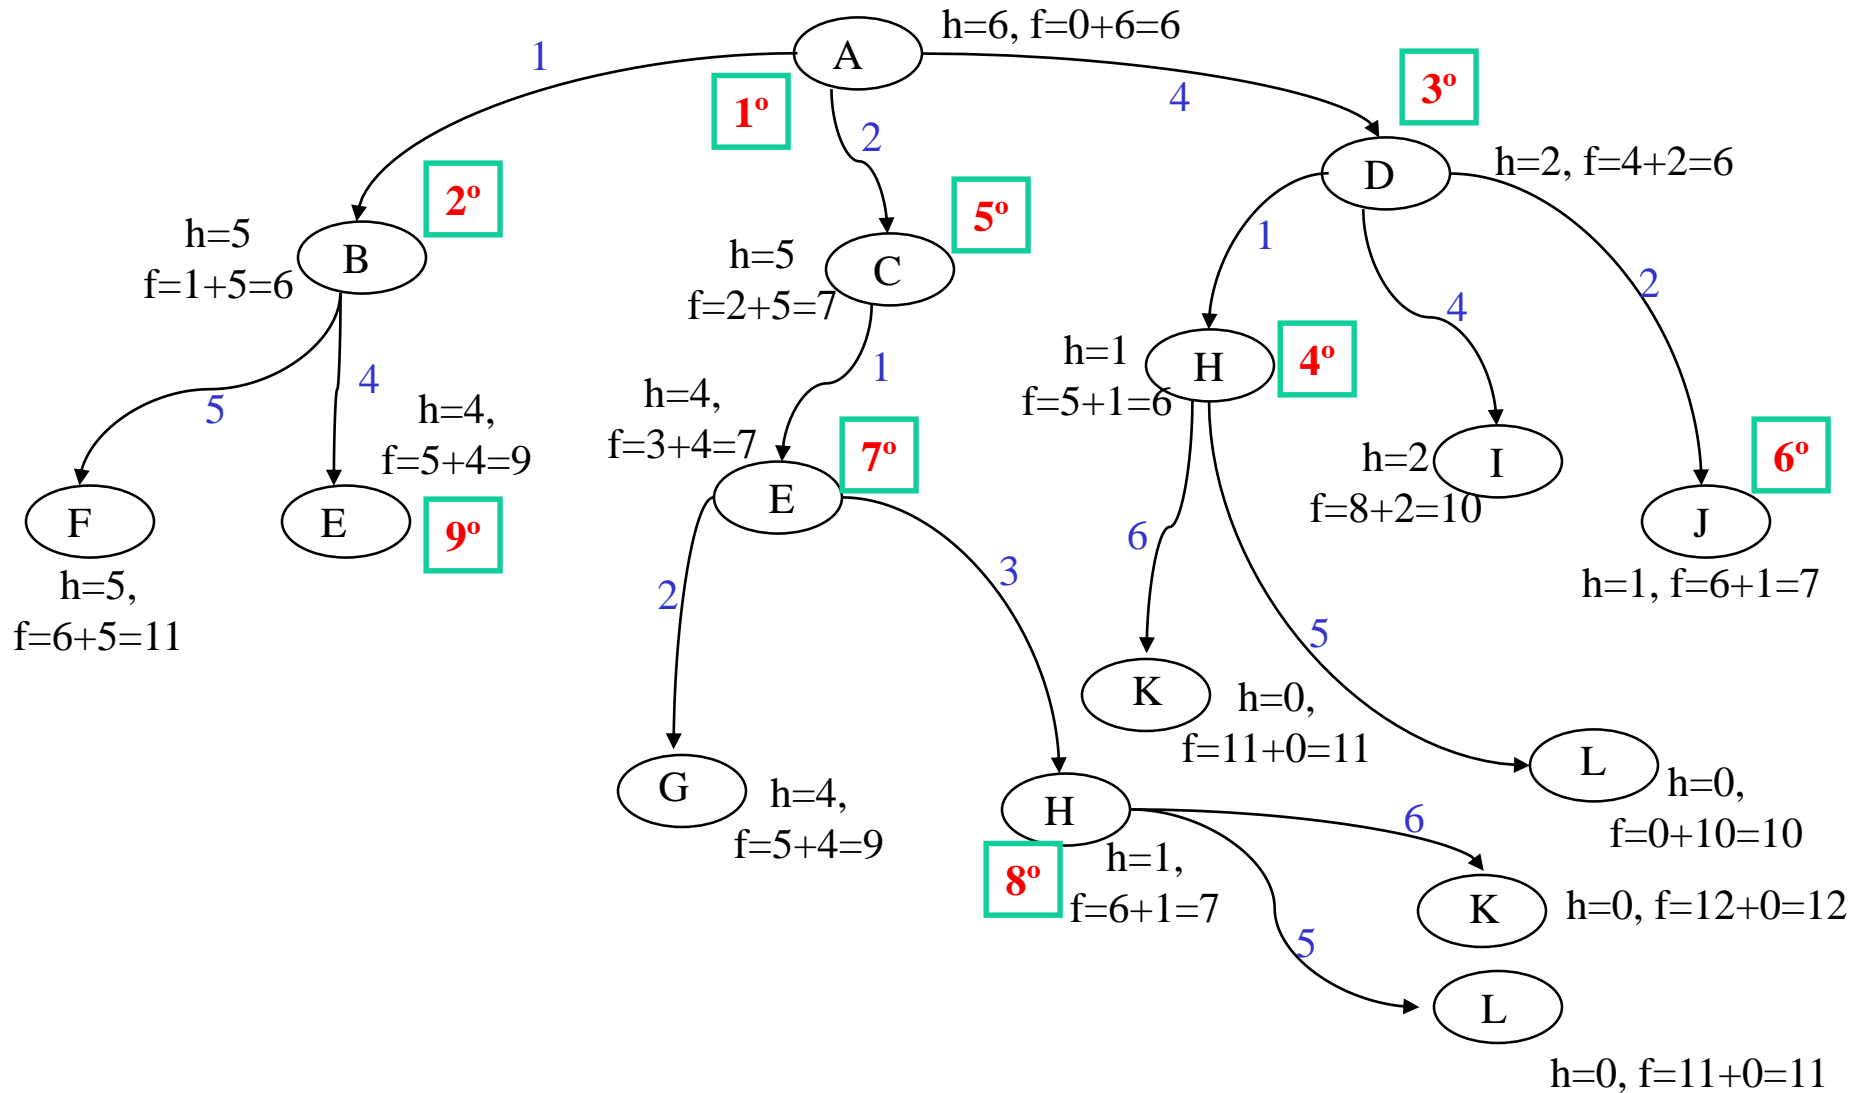 A
h=6, f=0+6=6
1
1º
2
4
3º
D
h=2, f=4+2=6
2º
h=5
f=1+5=6
B
5º
h=5
f=2+5=7
C
1
4
2
5
4
h=4,
f=5+4=9
F
h=5,
f=6+5=11
E
9º
1
h=4,
f=3+4=7
E
7º
h=1
f=5+1=6
H
4º
h=2
f=8+2=10
I
6º
J
h=1, f=6+1=7
2
3
6
5
K
h=0,
f=11+0=11
L
h=0,
f=0+10=10
G
h=4,
f=5+4=9
H
8º
h=1,
f=6+1=7
6
5
K
h=0, f=12+0=12
L
h=0, f=11+0=11